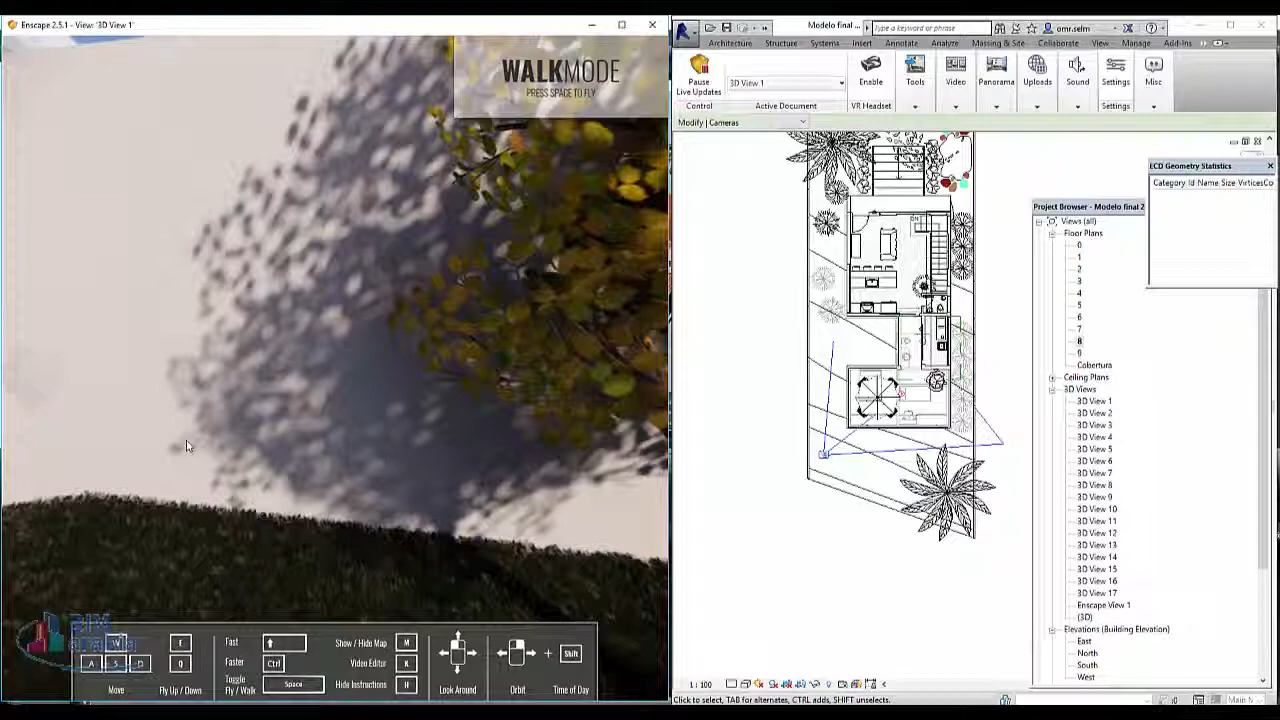 Enscape 2.5.1 - View: '3D View 1'
WALKMODE
PRESS SPACE TO FLY
Modelo final ...
Type a keyword or phrase
omr.selm
Architecture Structure Systems Insert Annotate Analyze Massing & Site Collaborate View Manage Add-Ins
Pause
Live Updates
3D View 1
Enable
Tools
Video
Panorama
Uploads
Sound
Settings
Misc
Control
Active Document
VR Headset
Settings
Modify | Cameras
ECD Geometry Statistics
Category Id Name Size VirticesCo
Project Browser - Modelo final 2
Views (all)
Floor Plans
0
1
2
3
4
5
6
7
8
9
Cobertura
Ceiling Plans
3D Views
3D View 1
3D View 2
3D View 3
3D View 4
3D View 5
3D View 6
3D View 7
3D View 8
3D View 9
3D View 10
3D View 11
3D View 12
3D View 13
3D View 14
3D View 15
3D View 16
3D View 17
Enscape View 1
{3D}
Elevations (Building Elevation)
East
North
South
West
DN
BIM
arabia
W
A S D
Move
F
Q
Fly Up / Down
Fast
Faster
Ctrl
Toggle
Fly / Walk
Space
Show / Hide Map
M
Video Editor
K
Hide Instructions
H
Look Around
Orbit
+
Shift
Time of Day
1 : 100
Click to select, TAB for alternates, CTRL adds, SHIFT unselects.
:0
Main M